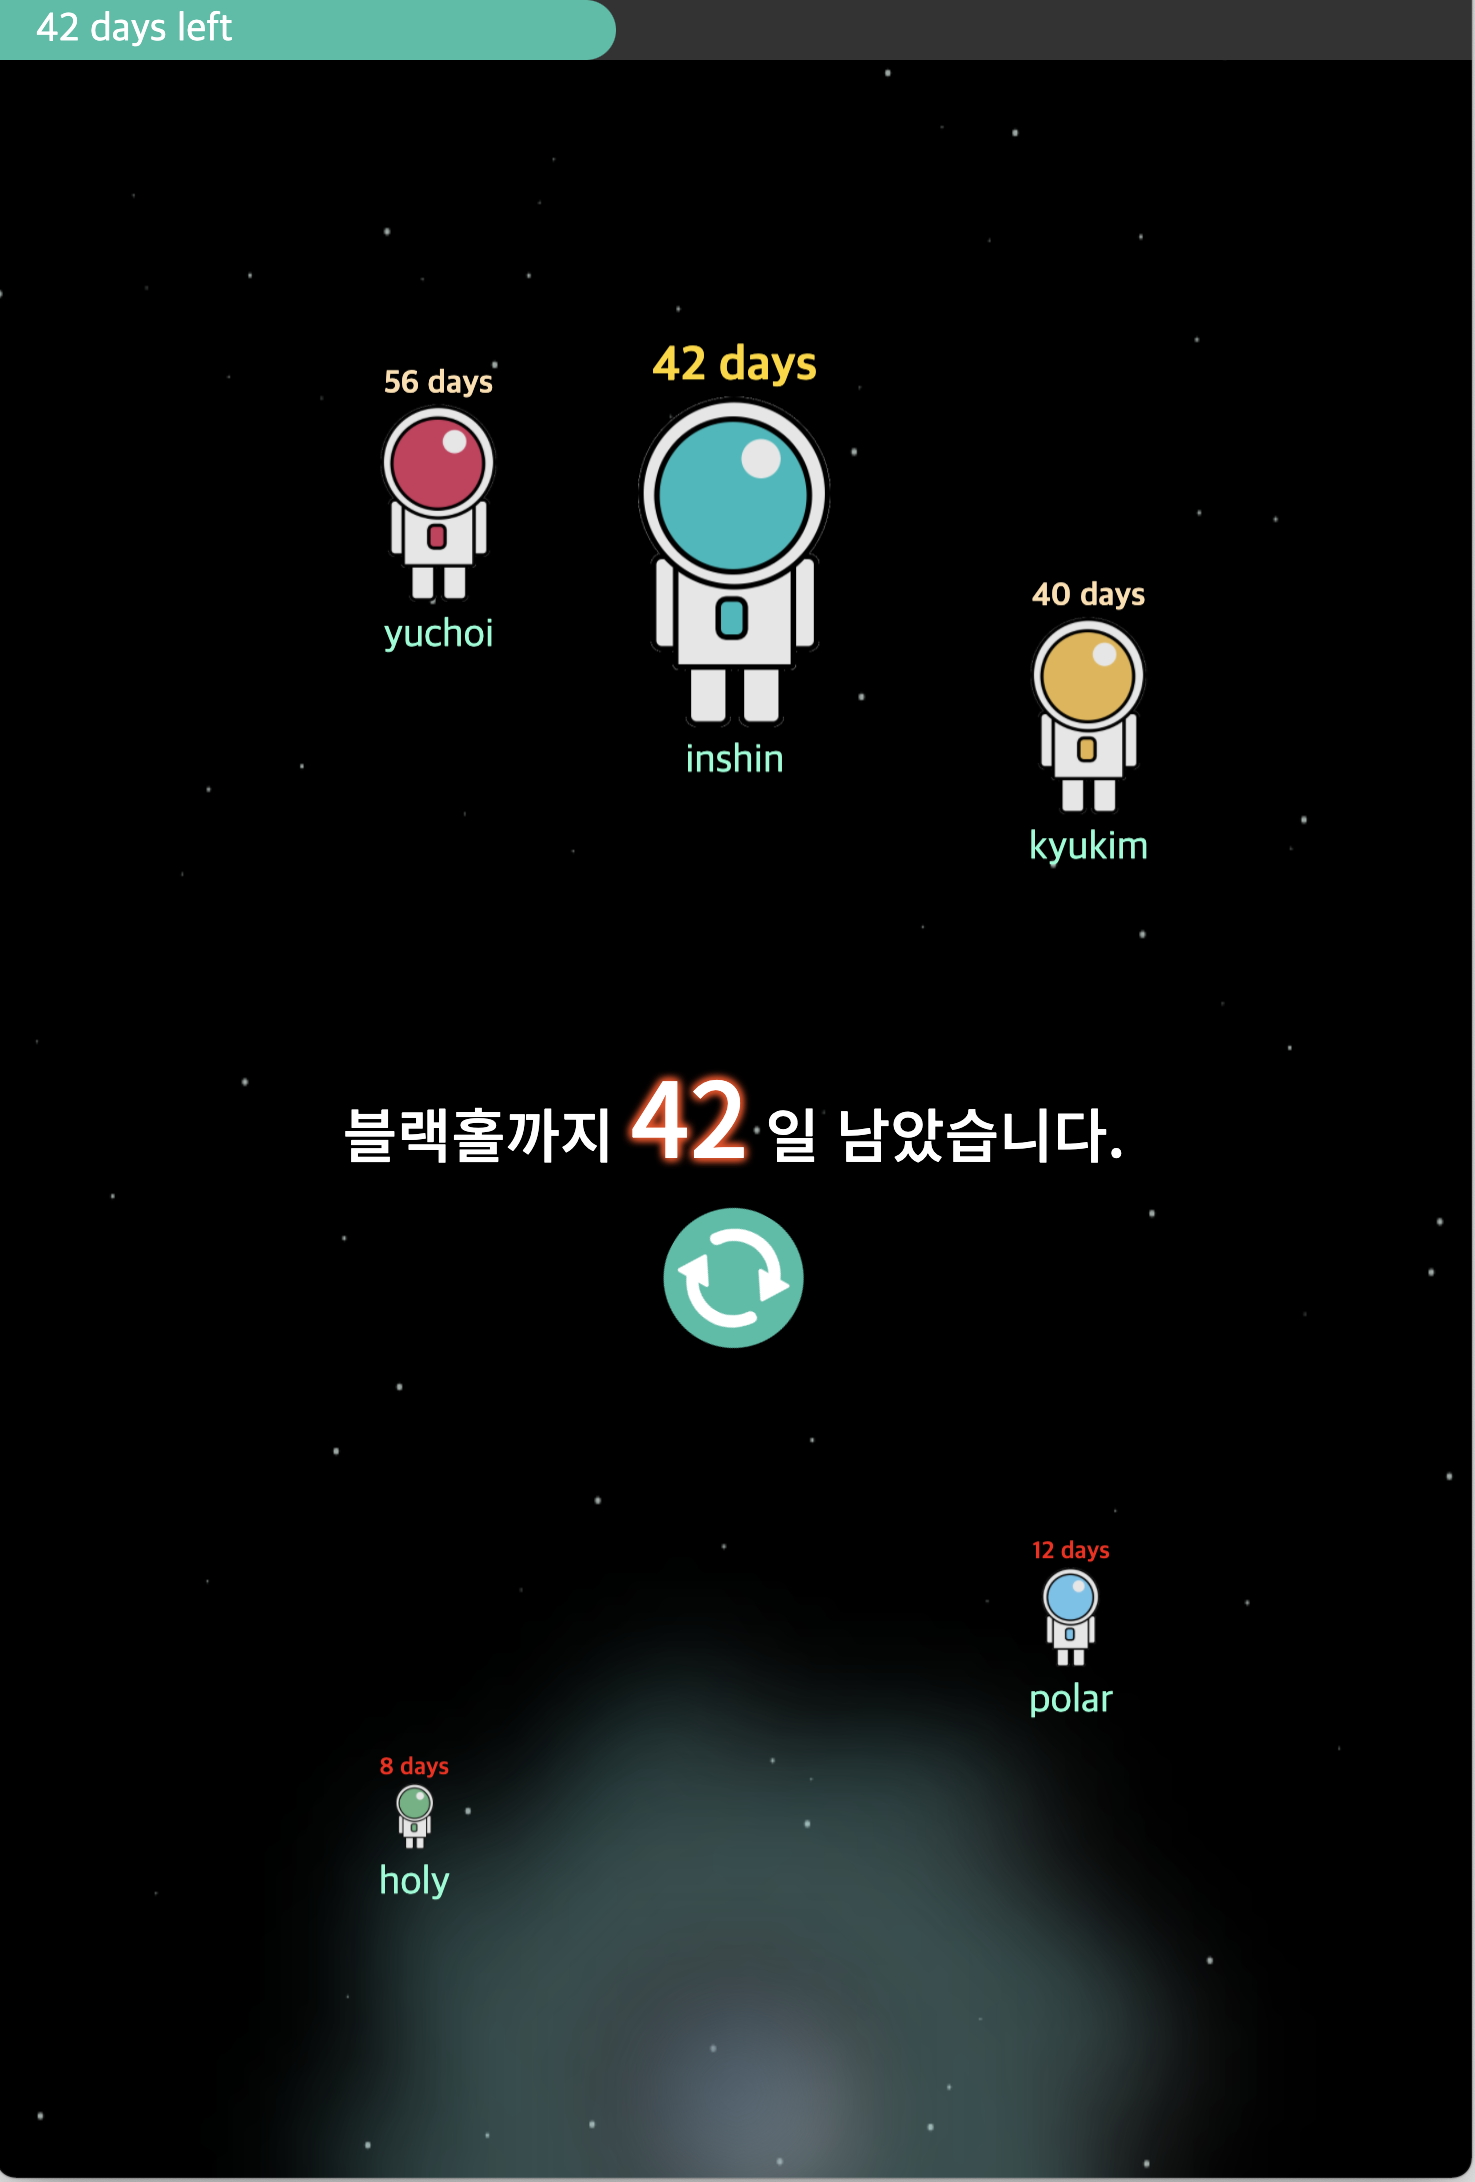 42 days left
56 days
yuchoi
42 days
inshin
40 days
kyukim
블랙홀까지 42 일 남았습니다.
12 days
polar
8 days
holy